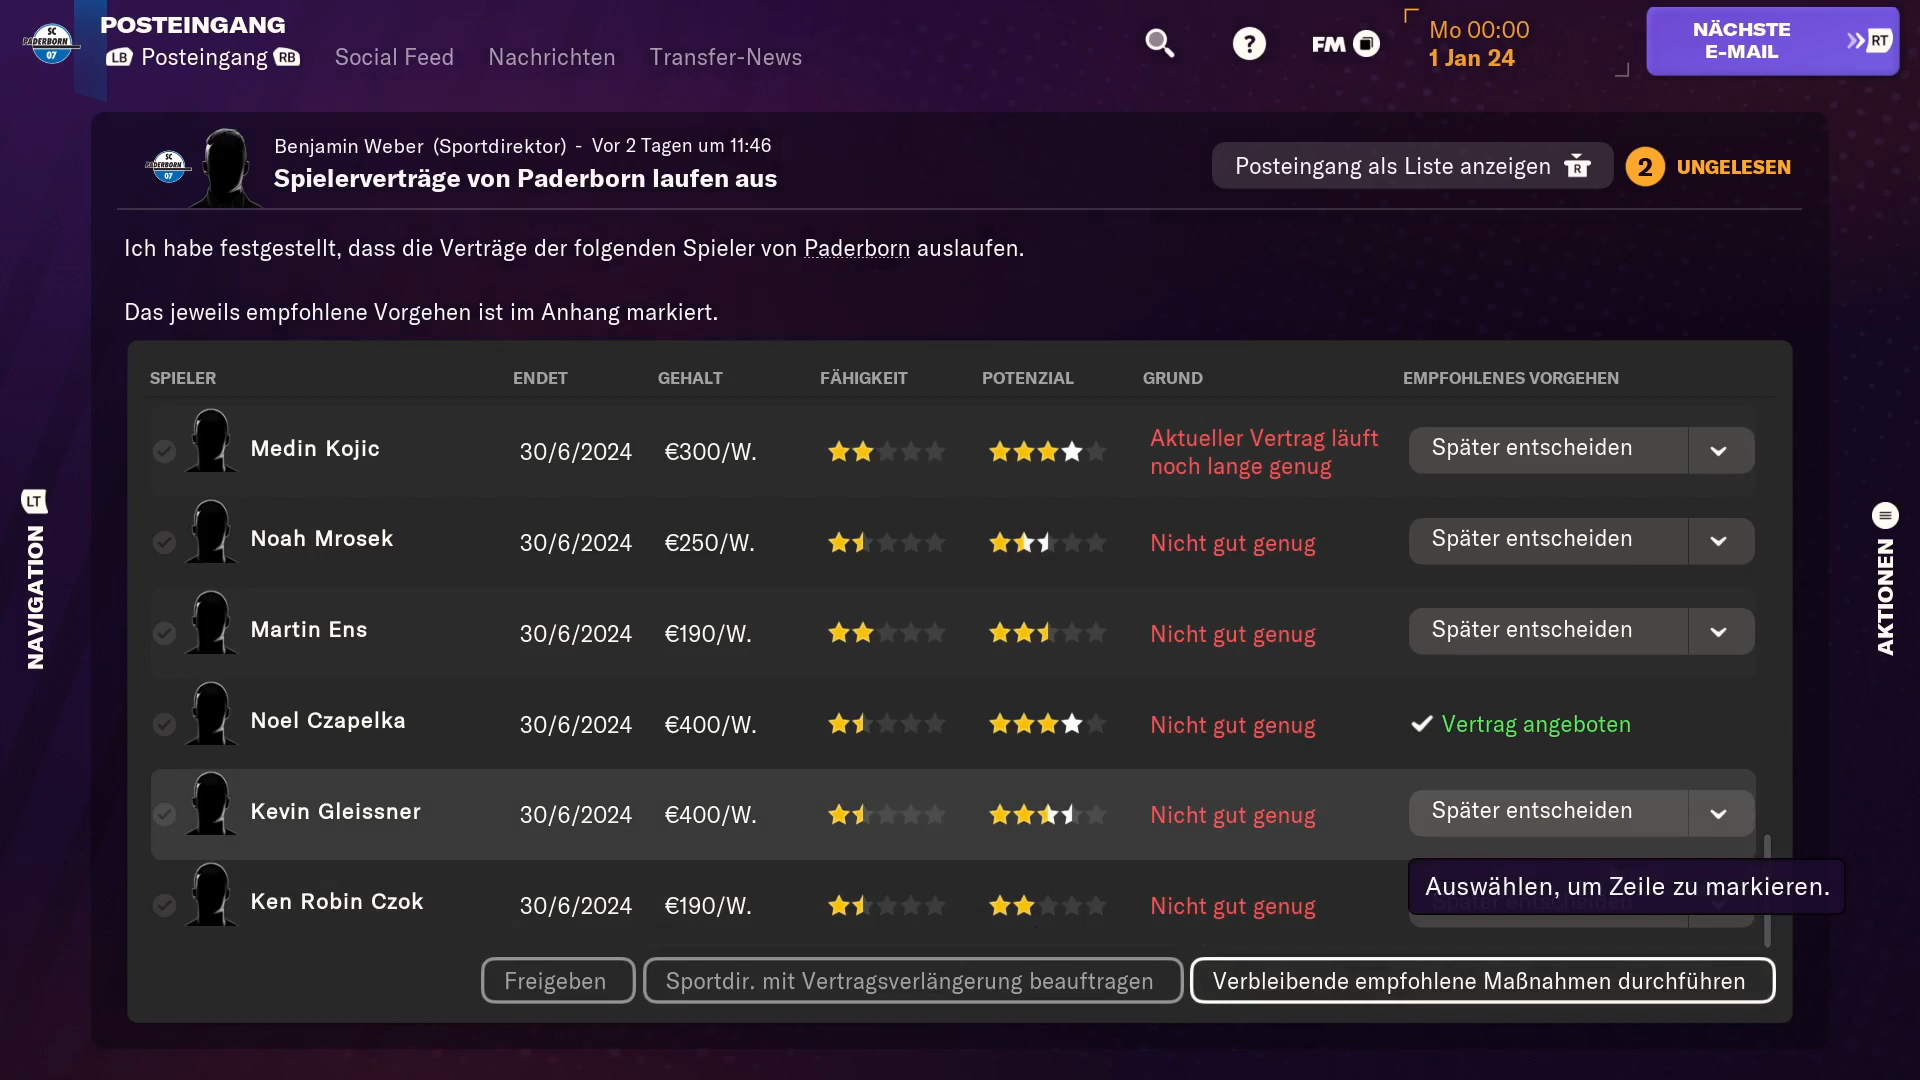 SC
PADERBORN
07
POSTEINGANG
LB Posteingang RB Social Feed Nachrichten Transfer-News
?
FM
Mo 00:00
1 Jan 24
NÄCHSTE
E-MAIL
RT
SC
PADERBORN
07
Benjamin Weber (Sportdirektor) - Vor 2 Tagen um 11:46
Spielerverträge von Paderborn laufen aus
Posteingang als Liste anzeigen R
2 UNGELESEN
Ich habe festgestellt, dass die Verträge der folgenden Spieler von Paderborn auslaufen.
Das jeweils empfohlene Vorgehen ist im Anhang markiert.
SPIELER ENDET GEHALT FÄHIGKEIT POTENZIAL GRUND EMPFOHLENES VORGEHEN
Medin Kojic 30/6/2024 €300/W. Aktueller Vertrag läuft noch lange genug Später entscheiden
Noah Mrosek 30/6/2024 €250/W. Nicht gut genug Später entscheiden
Martin Ens 30/6/2024 €190/W. Nicht gut genug Später entscheiden
Noel Czapelka 30/6/2024 €400/W. Nicht gut genug Vertrag angeboten
Kevin Gleissner 30/6/2024 €400/W. Nicht gut genug Später entscheiden
Ken Robin Czok 30/6/2024 €190/W. Nicht gut genug Später entscheiden
Auswählen, um Zeile zu markieren.
Freigeben
Sportdir. mit Vertragsverlängerung beauftragen
Verbleibende empfohlene Maßnahmen durchführen
LT
NAVIGATION
AKTIONEN